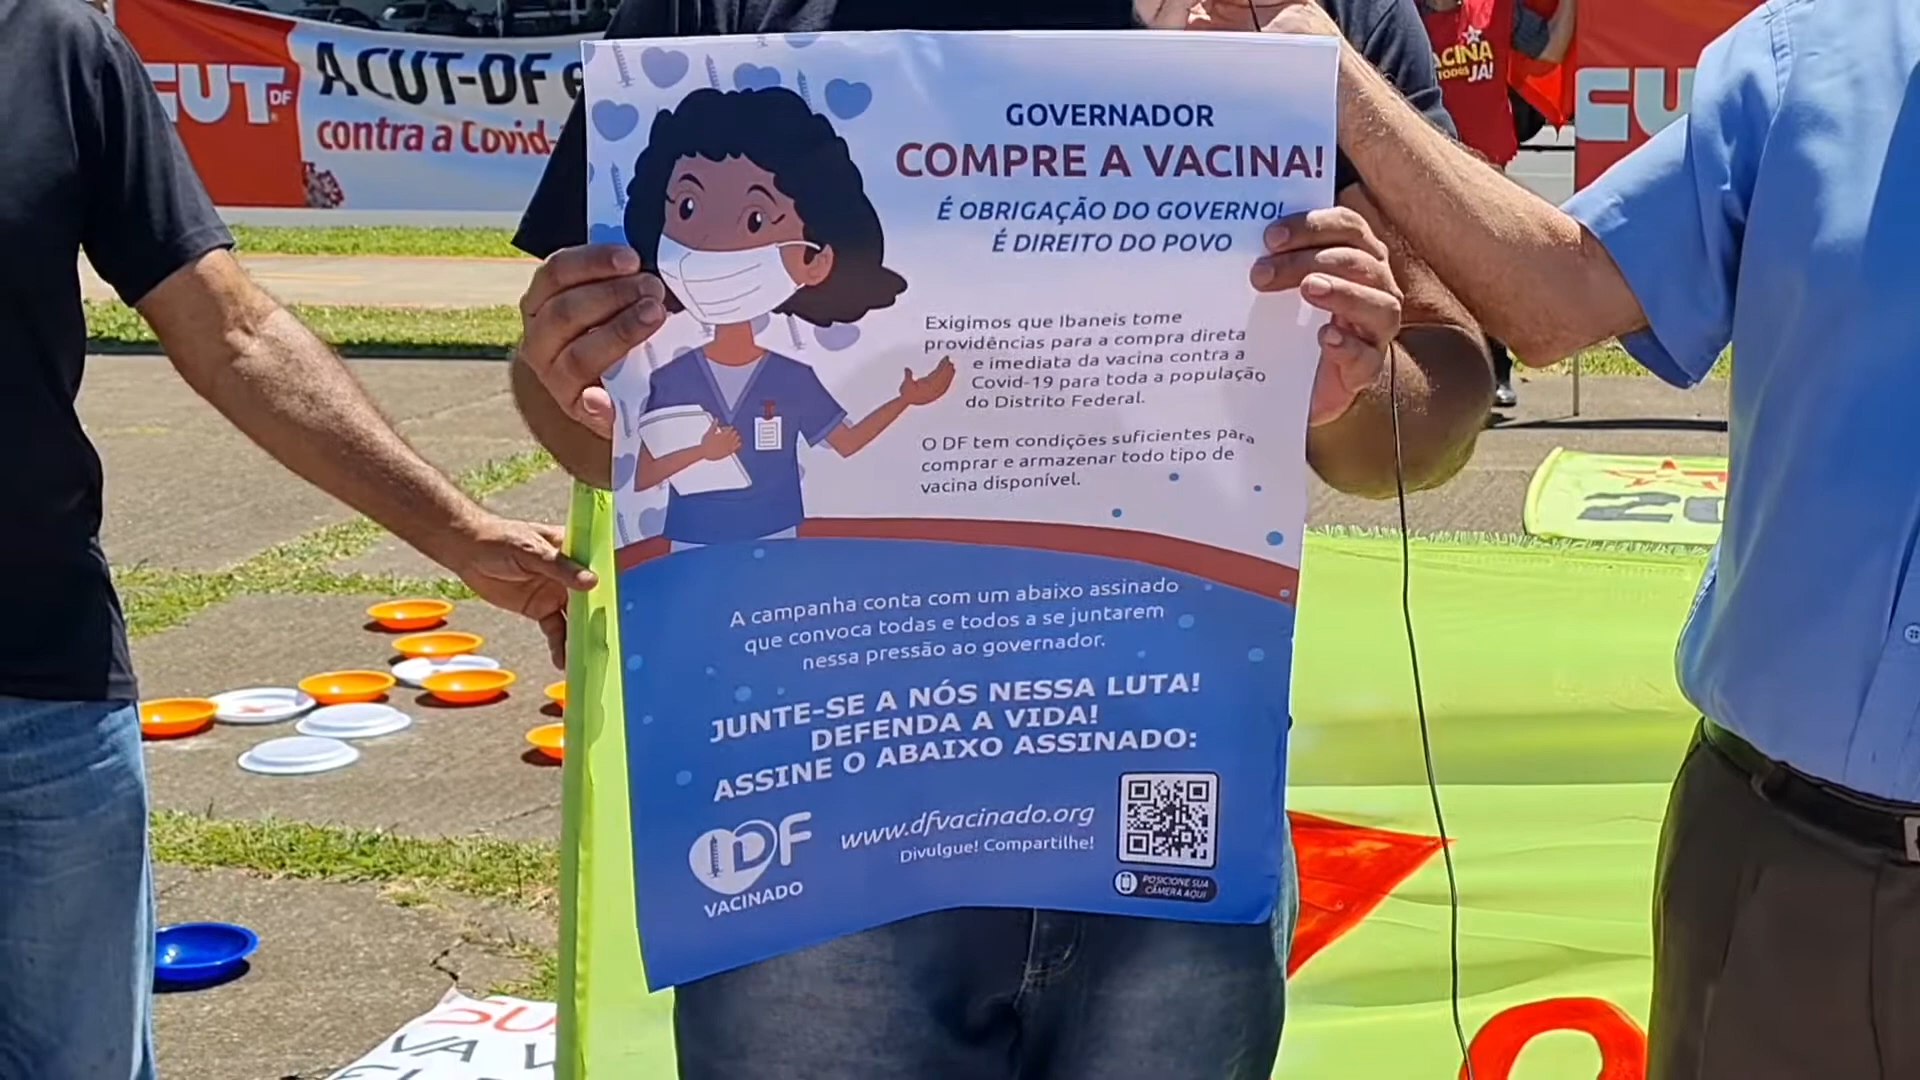 CUT DF
A CUT-DF
contra a Covid-
VACINA
TODOS JÁ!
CU
GOVERNADOR
COMPRE A VACINA!
É OBRIGAÇÃO DO GOVERNO!
É DIREITO DO POVO
Exigimos que Ibaneis tome
providências para a compra direta
e imediata da vacina contra a
Covid-19 para toda a população
do Distrito Federal.
O DF tem condições suficientes para
comprar e armazenar todo tipo de
vacina disponível.
A campanha conta com um abaixo assinado
que convoca todas e todos a se juntarem
nessa pressão ao governador.
JUNTE-SE A NÓS NESSA LUTA!
DEFENDA A VIDA!
ASSINE O ABAIXO ASSINADO:
DF
VACINADO
www.dfvacinado.org
Divulgue! Compartilhe!
POSICIONE SUA
CÂMERA AQUI
SU
VA